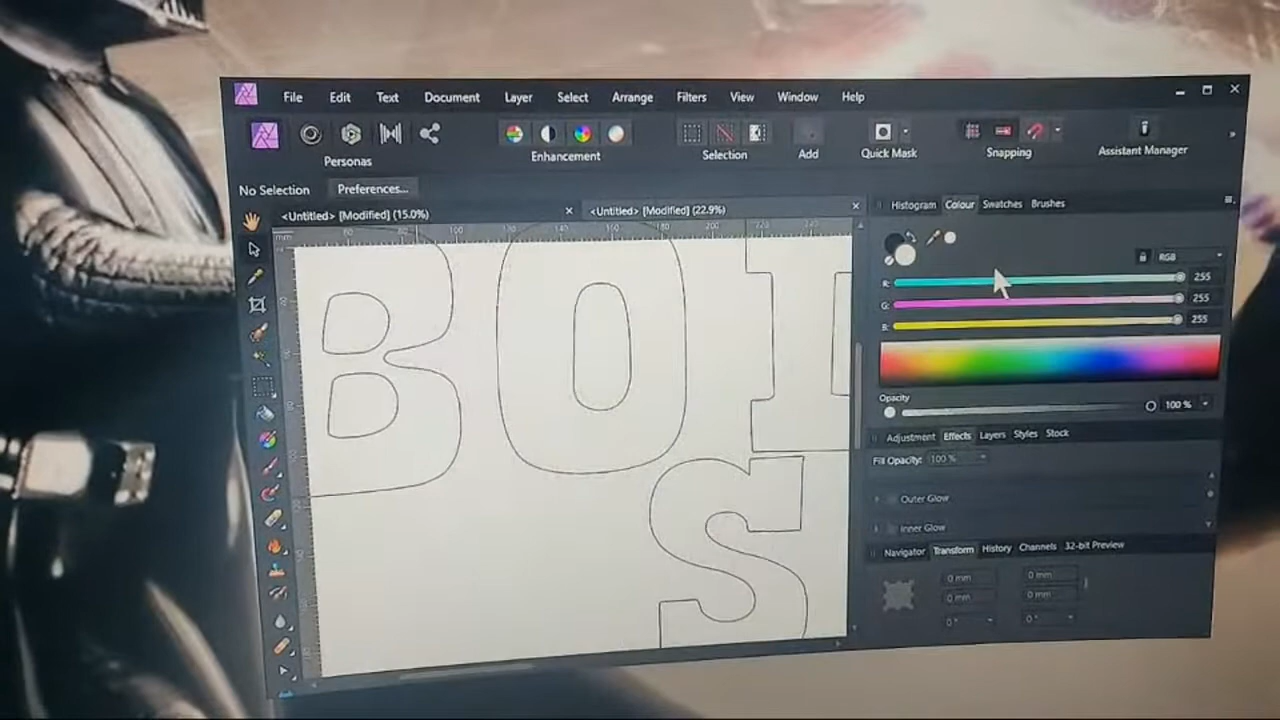 File Edit Text Document Layer Select Arrange Filters View Window Help
Personas Enhancement Selection Add Quick Mask Snapping Assistant Manager
No Selection Preferences...
<Untitled> [Modified] (15.0%) <Untitled> [Modified] (22.9%)
Histogram Colour Swatches Brushes
mm
RGB
R: 255
G: 255
B: 255
Opacity
100 %
Adjustment Effects Layers Styles Stock
Fill Opacity: 100 %
Outer Glow
Inner Glow
Navigator Transform History Channels 32-bit Preview
0 mm 0 mm
0 mm 0 mm
0 ° 0 °
BO
S